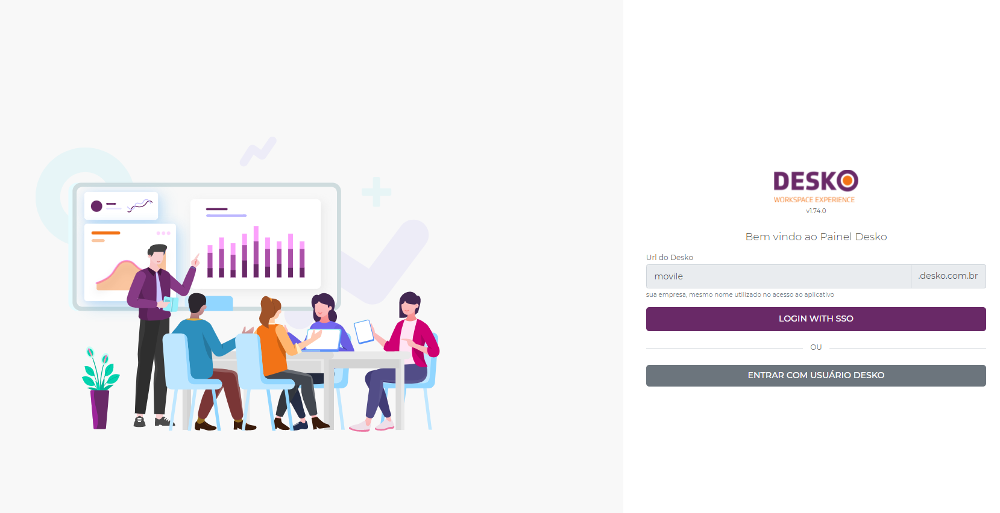 DESKO
WORKSPACE EXPERIENCE
v1.74.0
Bem vindo ao Painel Desko
Url do Desko
movile .desko.com.br
sua empresa, mesmo nome utilizado no acesso ao aplicativo
LOGIN WITH SSO
OU
ENTRAR COM USUÁRIO DESKO